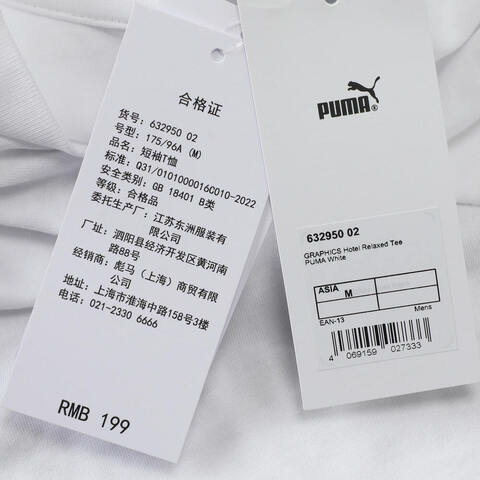 合格证
货号: 632950 02
号型: 175/96A (M)
品名: 短袖T恤
标准: Q31/0101000016C010-2022
安全类别: GB 18401 B类
等级: 合格品
委托生产厂: 江苏东洲服装有
限公司
厂址: 泗阳县经济开发区黄河南
路88号
经销商: 彪马（上海）商贸有限
公司
地址: 上海市淮海中路158号3楼
电话: 021-2330 6666
RMB 199
PUMA®
632950 02
GRAPHICS Hotel Relaxed Tee
PUMA White
ASIA
M
EAN-13
Mens
4 069159 027333